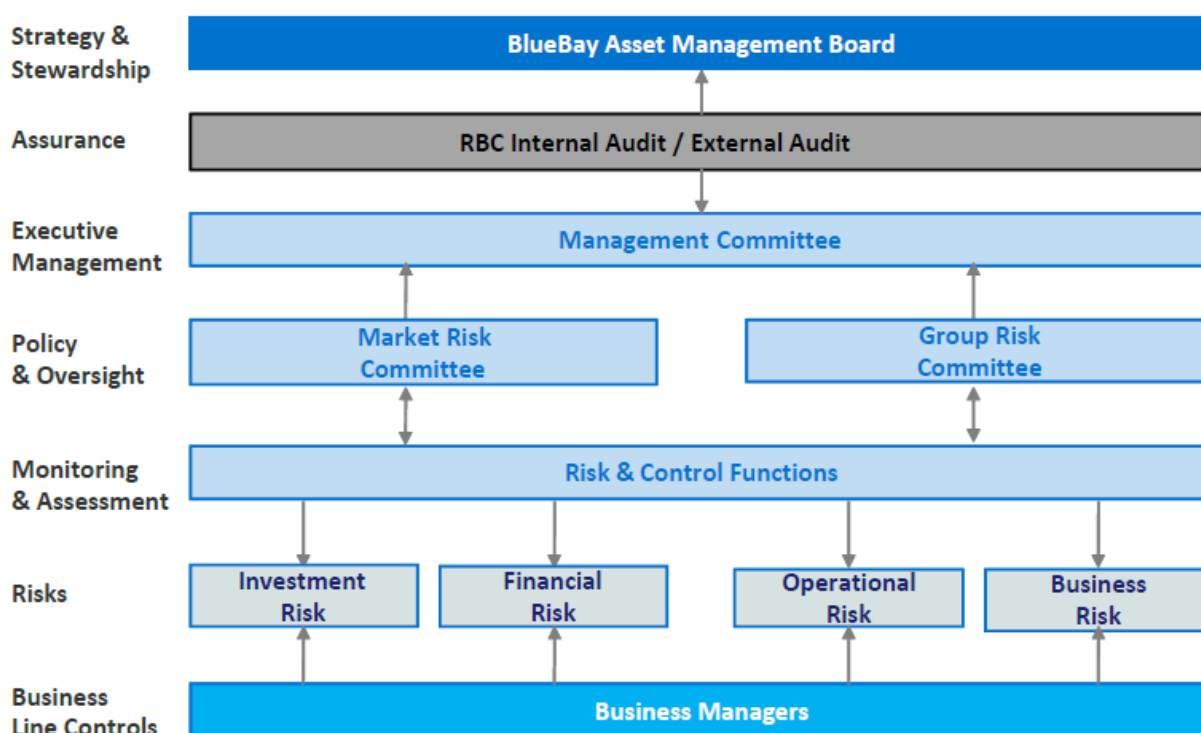 Strategy &
Stewardship
BlueBay Asset Management Board
Assurance
RBC Internal Audit / External Audit
Executive
Management
Management Committee
Policy
& Oversight
Market Risk
Committee
Group Risk
Committee
Monitoring
& Assessment
Risk & Control Functions
Risks
Investment
Risk
Financial
Risk
Operational
Risk
Business
Risk
Business
Line Controls
Business Managers